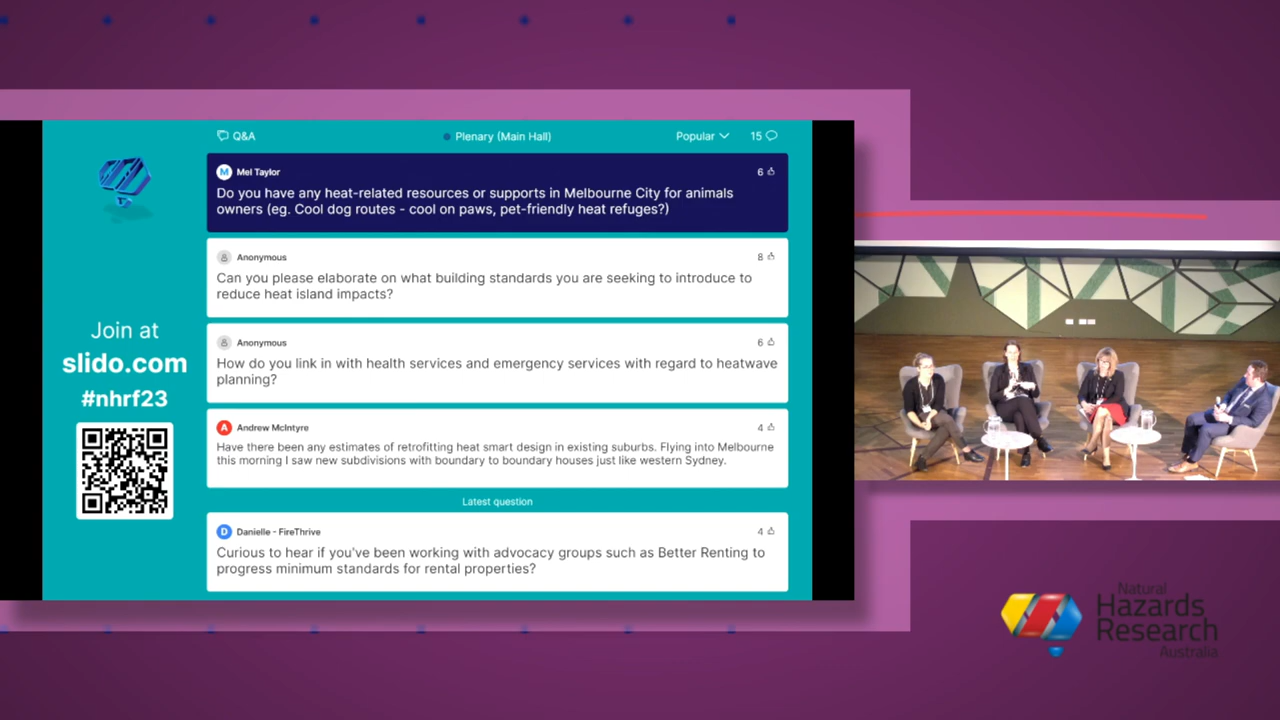 Q&A
Plenary (Main Hall)
Popular
15
M Mel Taylor
6
Do you have any heat-related resources or supports in Melbourne City for animals
owners (eg. Cool dog routes - cool on paws, pet-friendly heat refuges?)
Anonymous
8
Can you please elaborate on what building standards you are seeking to introduce to
reduce heat island impacts?
Anonymous
6
How do you link in with health services and emergency services with regard to heatwave
planning?
A Andrew McIntyre
4
Have there been any estimates of retrofitting heat smart design in existing suburbs. Flying into Melbourne
this morning I saw new subdivisions with boundary to boundary houses just like western Sydney.
Latest question
D Danielle - FireThrive
4
Curious to hear if you've been working with advocacy groups such as Better Renting to
progress minimum standards for rental properties?
Join at
slido.com
#nhrf23
Natural
Hazards
Research
Australia